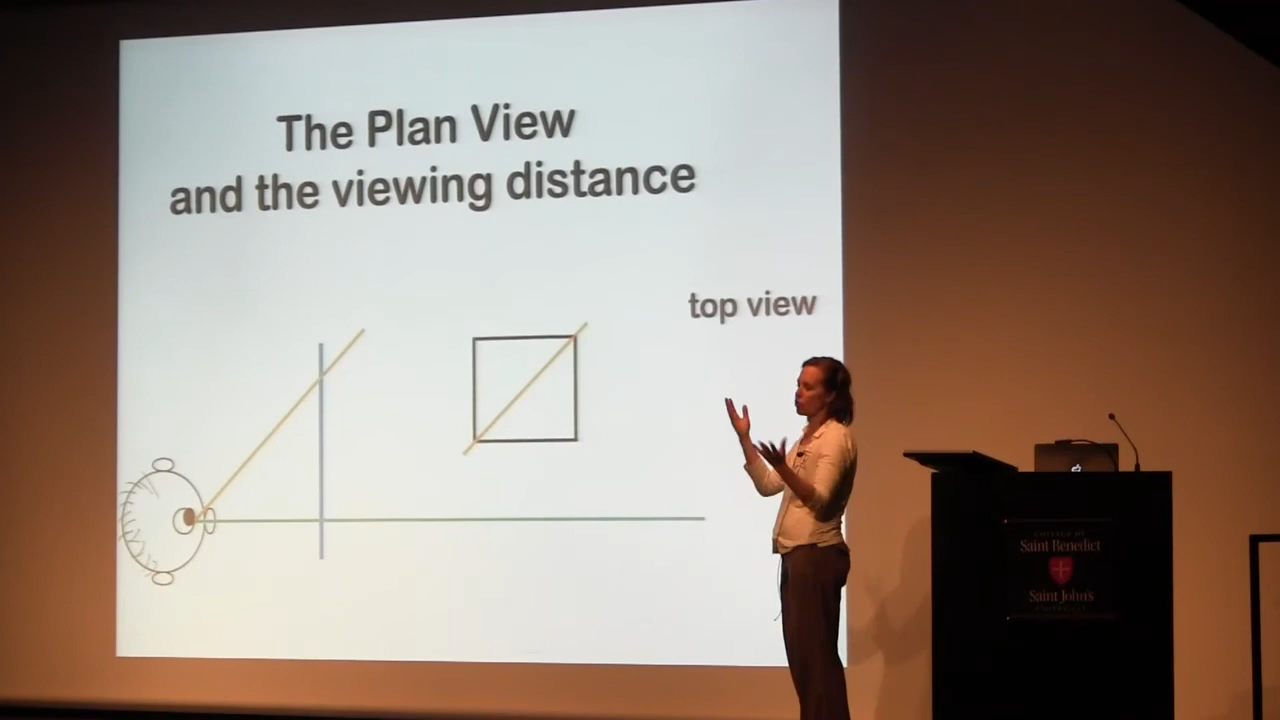 The Plan View
and the viewing distance
top view
COLLEGE OF
Saint Benedict
Saint John's
UNIVERSITY